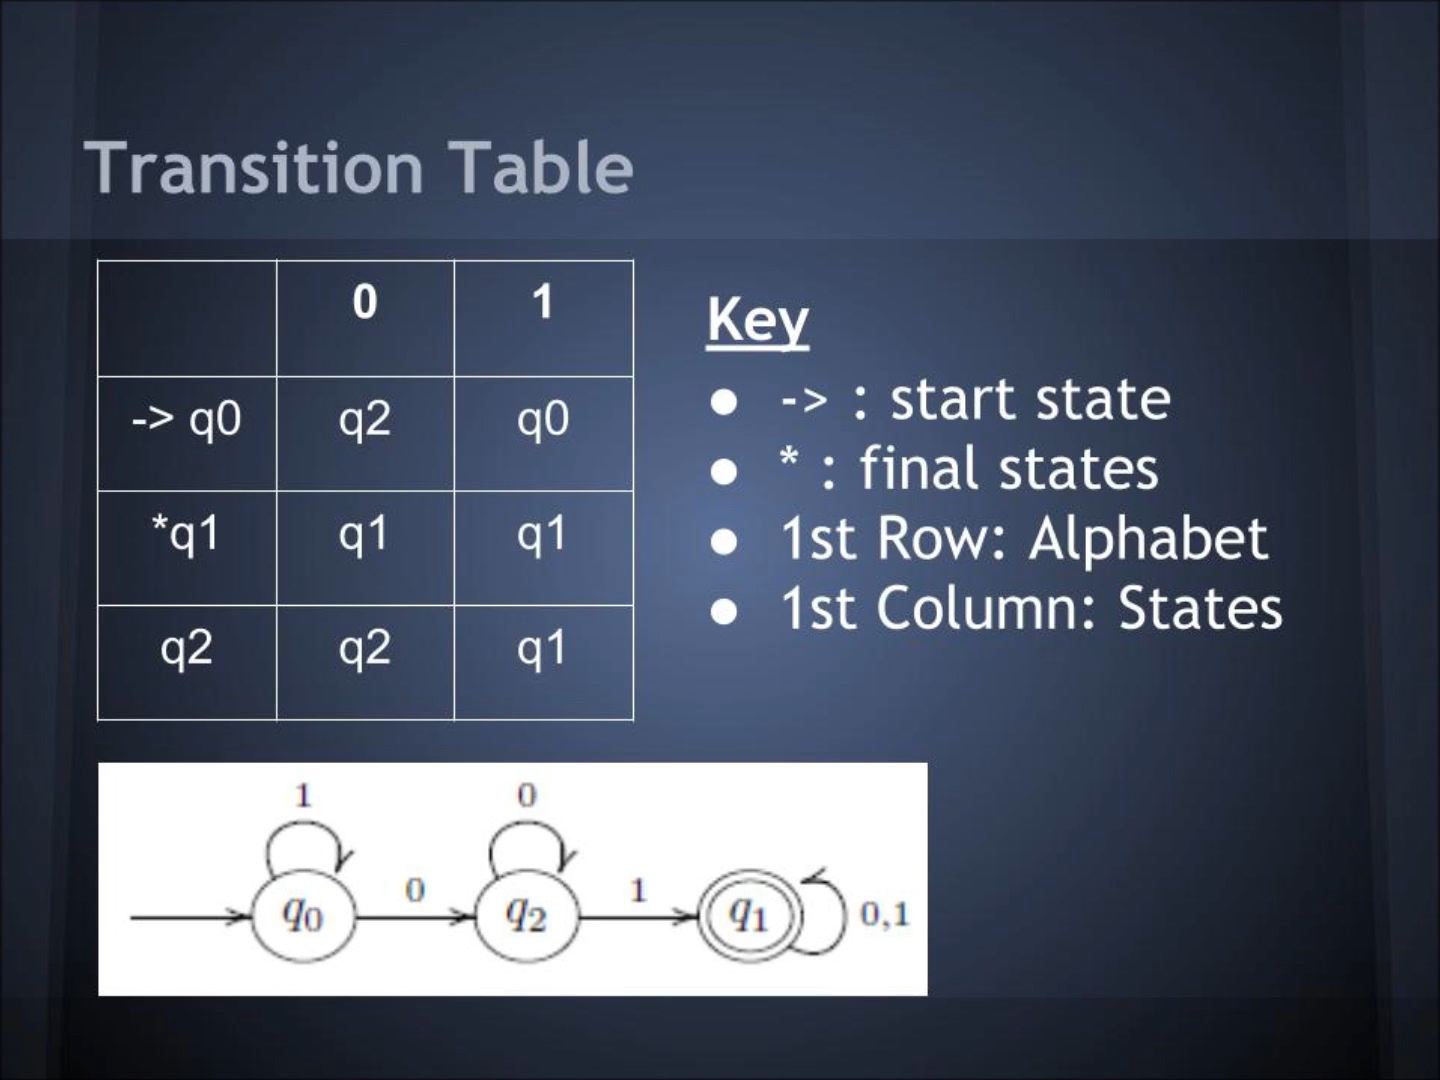 Transition Table
0 1
-> q0 q2 q0
*q1 q1 q1
q2 q2 q1
Key
● -> : start state
● * : final states
● 1st Row: Alphabet
● 1st Column: States
1 0
0 1
q0 q2 q1 0,1